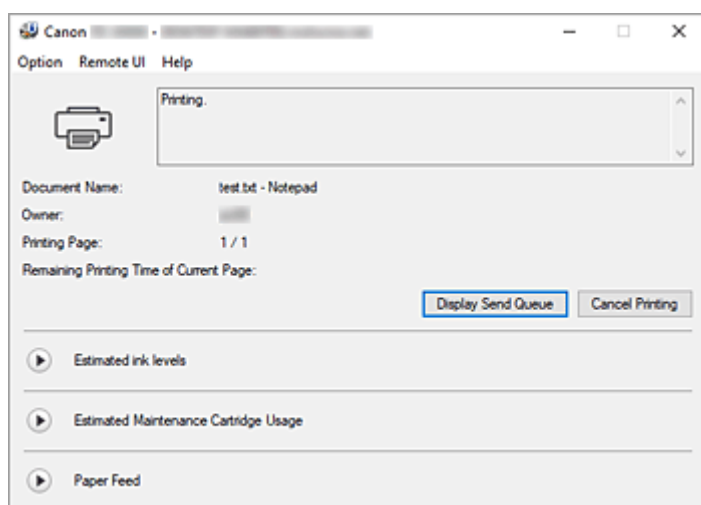 Canon -
Option Remote UI Help
Printing.
Document Name: test.txt - Notepad
Owner:
Printing Page: 1 / 1
Remaining Printing Time of Current Page:
Display Send Queue Cancel Printing
Estimated ink levels
Estimated Maintenance Cartridge Usage
Paper Feed